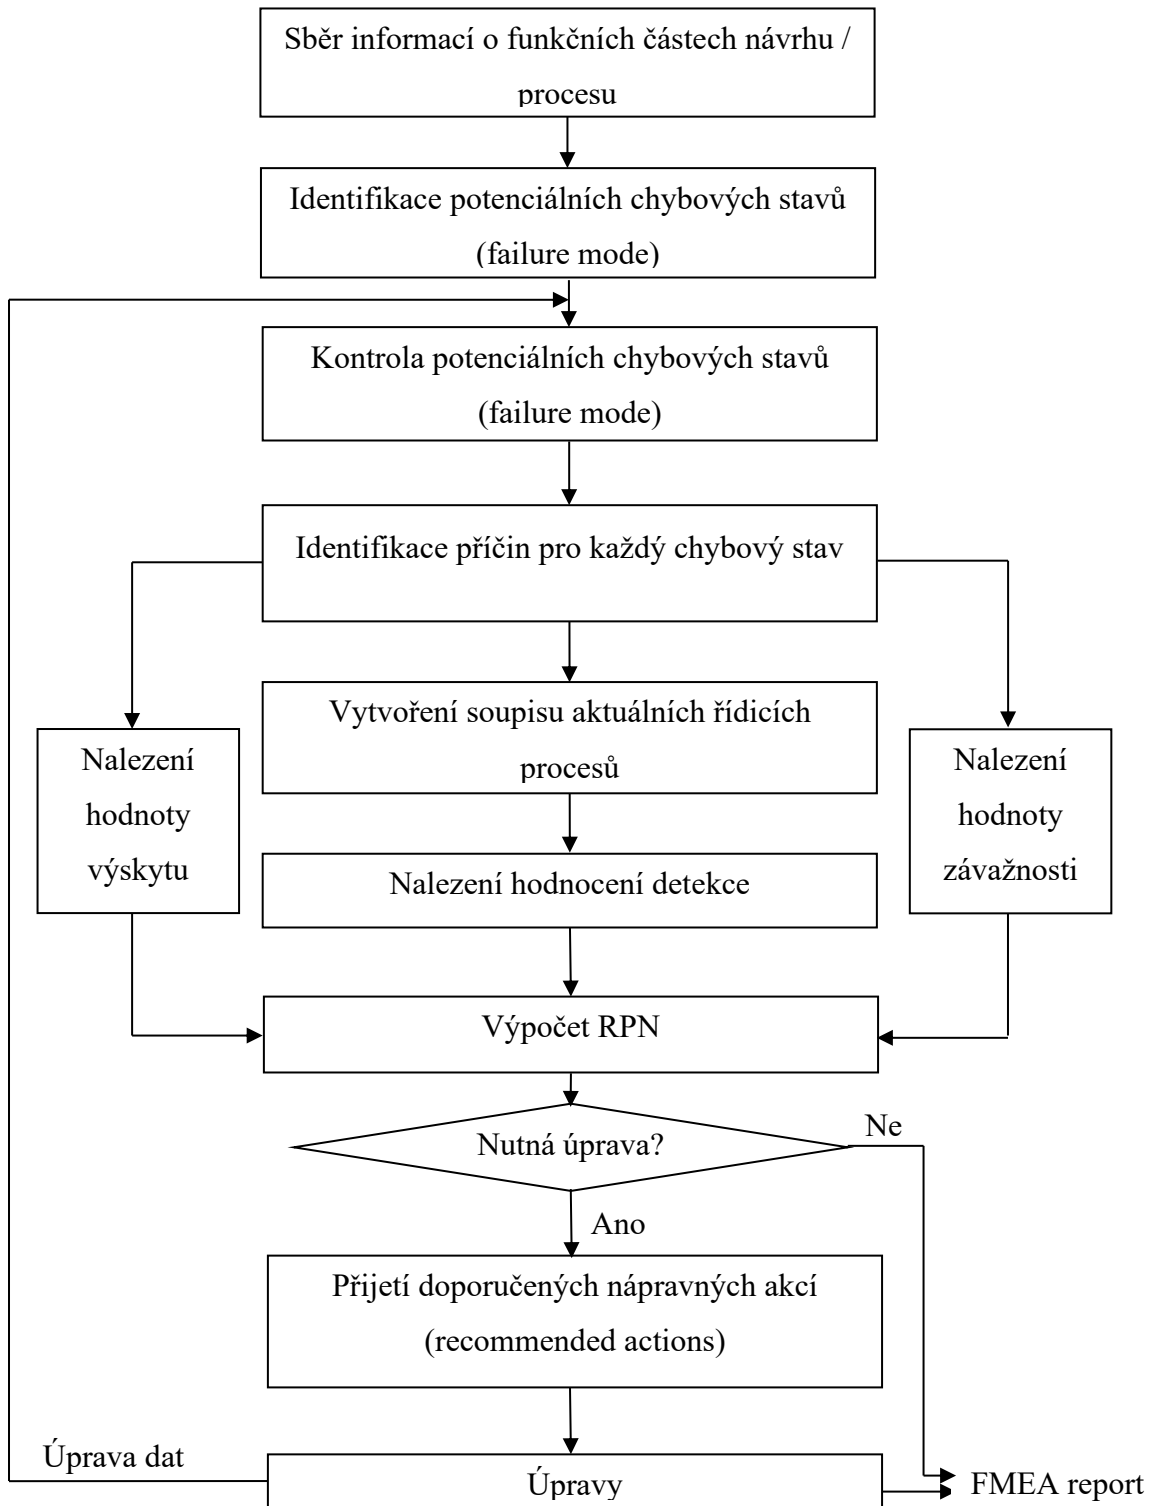 Sběr informací o funkčních částech návrhu /
procesu
Identifikace potenciálních chybových stavů
(failure mode)
Kontrola potenciálních chybových stavů
(failure mode)
Identifikace příčin pro každý chybový stav
Vytvoření soupisu aktuálních řídicích
procesů
Nalezení
hodnoty
výskytu
Nalezení
hodnoty
závažnosti
Nalezení hodnocení detekce
Výpočet RPN
Nutná úprava?
Ne
Ano
Přijetí doporučených nápravných akcí
(recommended actions)
Úprava dat
Úpravy
FMEA report